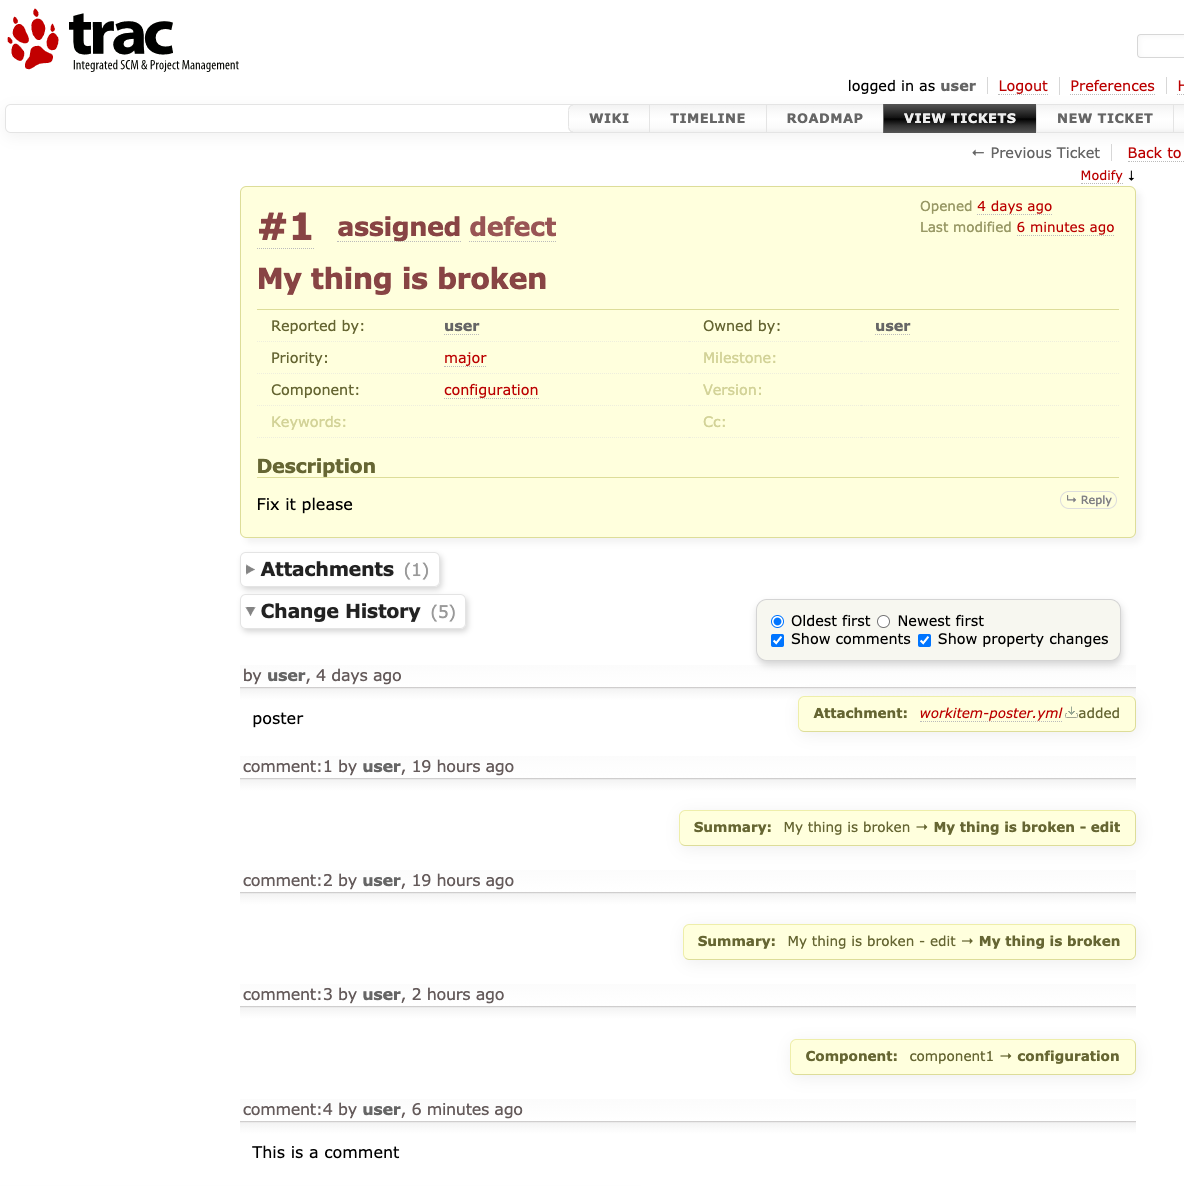 trac
Integrated SCM & Project Management
logged in as user Logout Preferences H
WIKI TIMELINE ROADMAP VIEW TICKETS NEW TICKET
← Previous Ticket Back to
Modify ↓
#1 assigned defect
Opened 4 days ago
Last modified 6 minutes ago
My thing is broken
Reported by: user Owned by: user
Priority: major Milestone:
Component: configuration Version:
Keywords: Cc:
Description
Fix it please
↳ Reply
Attachments (1)
Change History (5)
Oldest first Newest first
Show comments Show property changes
by user, 4 days ago
poster
Attachment: workitem-poster.yml added
comment:1 by user, 19 hours ago
Summary: My thing is broken → My thing is broken - edit
comment:2 by user, 19 hours ago
Summary: My thing is broken - edit → My thing is broken
comment:3 by user, 2 hours ago
Component: component1 → configuration
comment:4 by user, 6 minutes ago
This is a comment